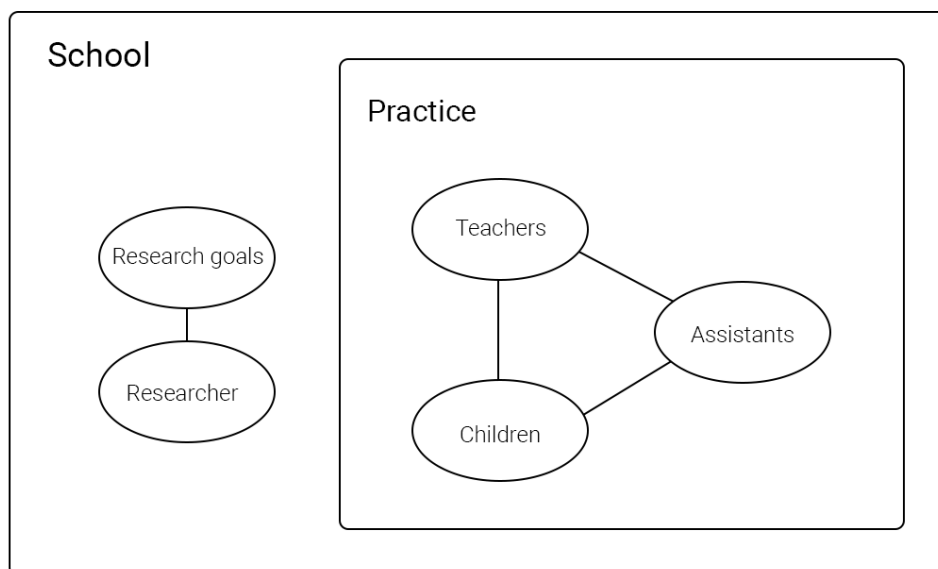 School
Practice
Teachers
Research goals
Assistants
Researcher
Children